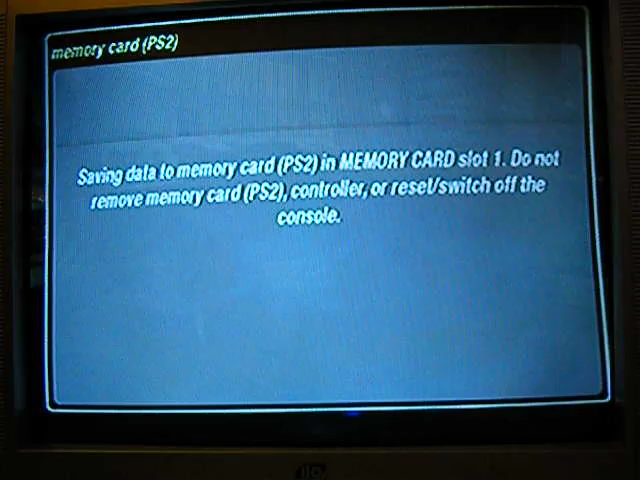 memory card (PS2)
Saving data to memory card (PS2) in MEMORY CARD slot 1. Do not
remove memory card (PS2), controller, or reset/switch off the
console.